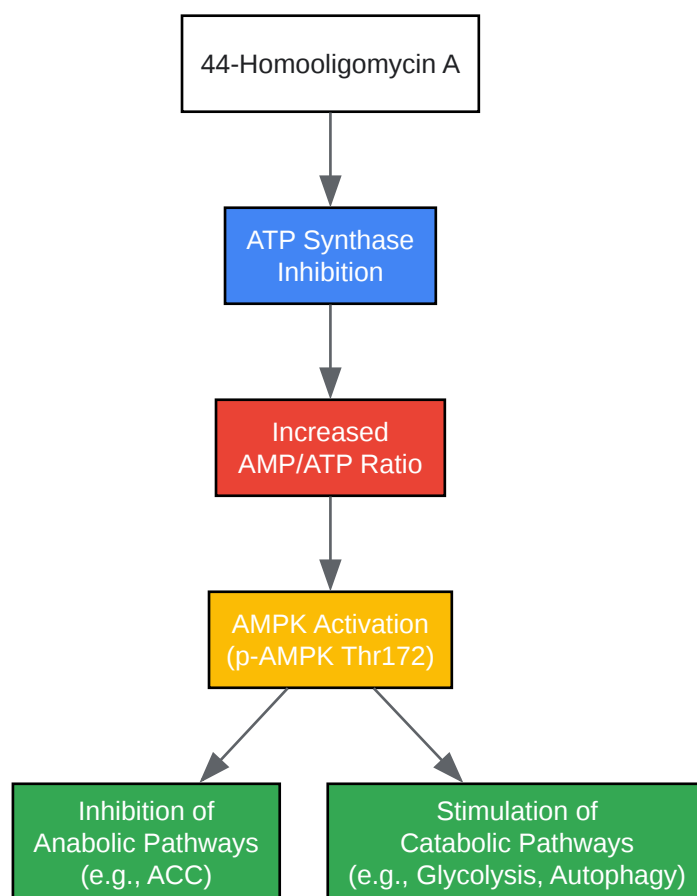 44-Homooligomycin A
ATP Synthase
Inhibition
Increased
AMP/ATP Ratio
AMPK Activation
(p-AMPK Thr172)
Inhibition of
Anabolic Pathways
(e.g., ACC)
Stimulation of
Catabolic Pathways
(e.g., Glycolysis, Autophagy)